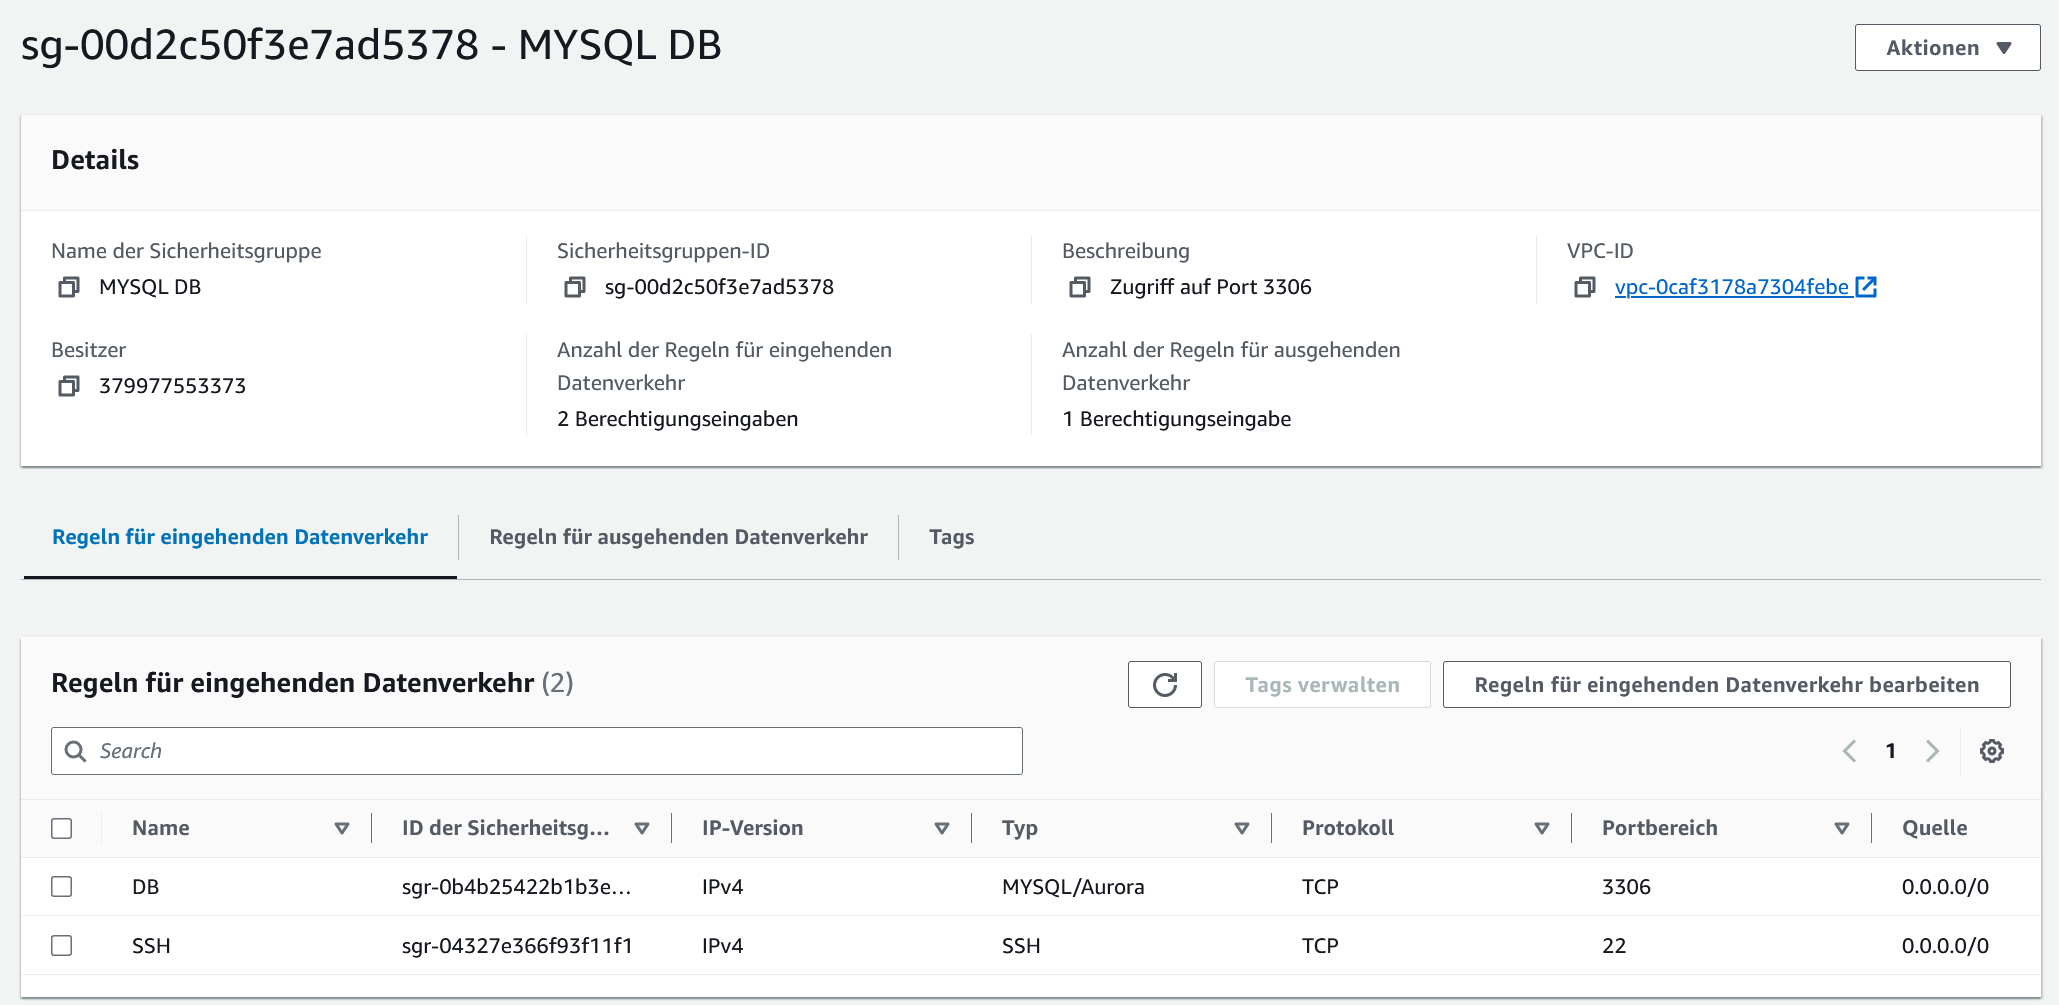 sg-00d2c50f3e7ad5378 - MYSQL DB
Aktionen
Details
Name der Sicherheitsgruppe
MYSQL DB
Sicherheitsgruppen-ID
sg-00d2c50f3e7ad5378
Beschreibung
Zugriff auf Port 3306
VPC-ID
vpc-0caf3178a7304febe
Besitzer
379977553373
Anzahl der Regeln für eingehenden
Datenverkehr
2 Berechtigungseingaben
Anzahl der Regeln für ausgehenden
Datenverkehr
1 Berechtigungseingabe
Regeln für eingehenden Datenverkehr
Regeln für ausgehenden Datenverkehr
Tags
Regeln für eingehenden Datenverkehr (2)
Tags verwalten
Regeln für eingehenden Datenverkehr bearbeiten
Search
1
Name ID der Sicherheitsg... IP-Version Typ Protokoll Portbereich Quelle
DB sgr-0b4b25422b1b3e... IPv4 MYSQL/Aurora TCP 3306 0.0.0.0/0
SSH sgr-04327e366f93f11f1 IPv4 SSH TCP 22 0.0.0.0/0